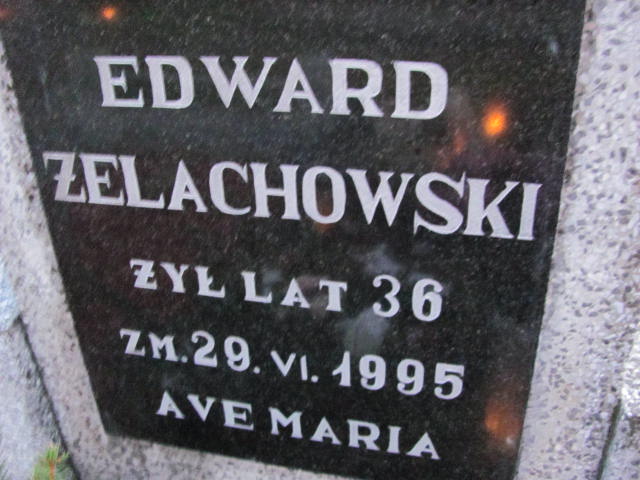 EDWARD
ŻELACHOWSKI
ŻYŁ LAT 36
ZM. 29. VI. 1995
AVE MARIA